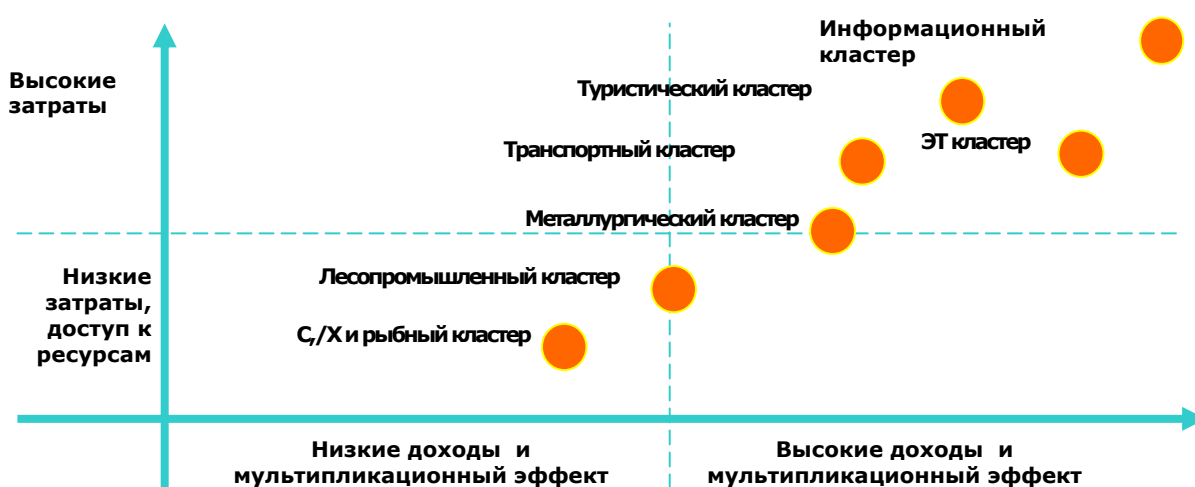 Информационный
кластер
Высокие
затраты
Туристический кластер
ЭТ кластер
Транспортный кластер
Металлургический кластер
Низкие
затраты,
доступ к
ресурсам
Лесопромышленный кластер
С,/Х и рыбный кластер
Низкие доходы и
мультипликационный эффект
Высокие доходы и
мультипликационный эффект